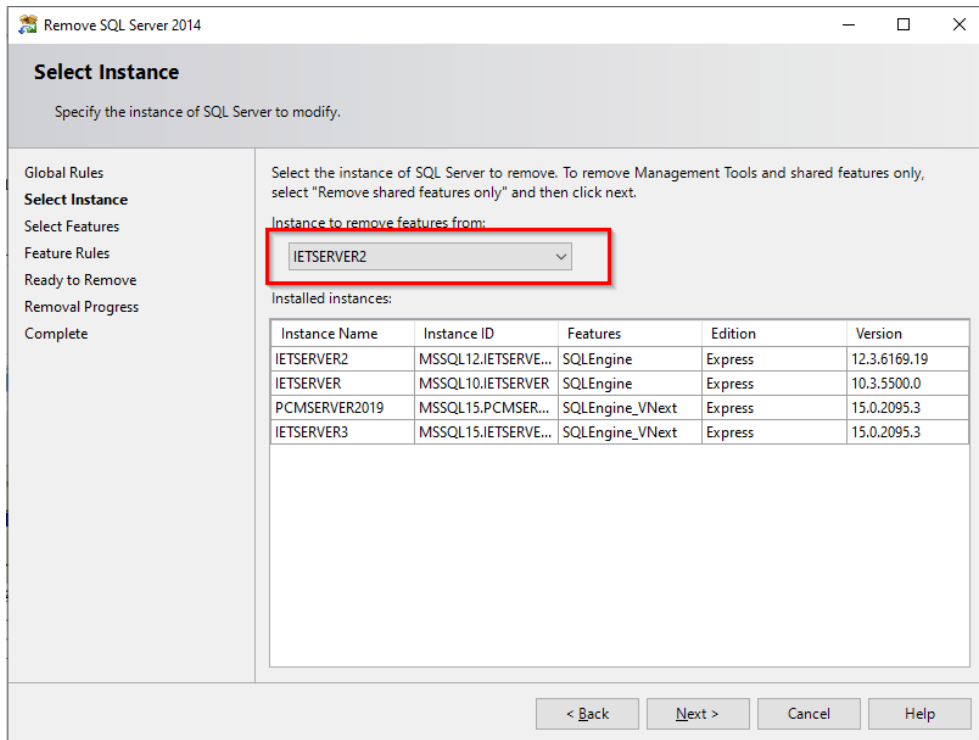 Remove SQL Server 2014
Select Instance
Specify the instance of SQL Server to modify.
Global Rules
Select Instance
Select Features
Feature Rules
Ready to Remove
Removal Progress
Complete
Select the instance of SQL Server to remove. To remove Management Tools and shared features only,
select "Remove shared features only" and then click next.
Instance to remove features from:
IETSERVER2
Installed instances:
Instance Name Instance ID Features Edition Version
IETSERVER2 MSSQL12.IETSERVE... SQLEngine Express 12.3.6169.19
IETSERVER MSSQL10.IETSERVER SQLEngine Express 10.3.5500.0
PCMSERVER2019 MSSQL15.PCMSER... SQLEngine_VNext Express 15.0.2095.3
IETSERVER3 MSSQL15.IETSERVE... SQLEngine_VNext Express 15.0.2095.3
< Back Next > Cancel Help